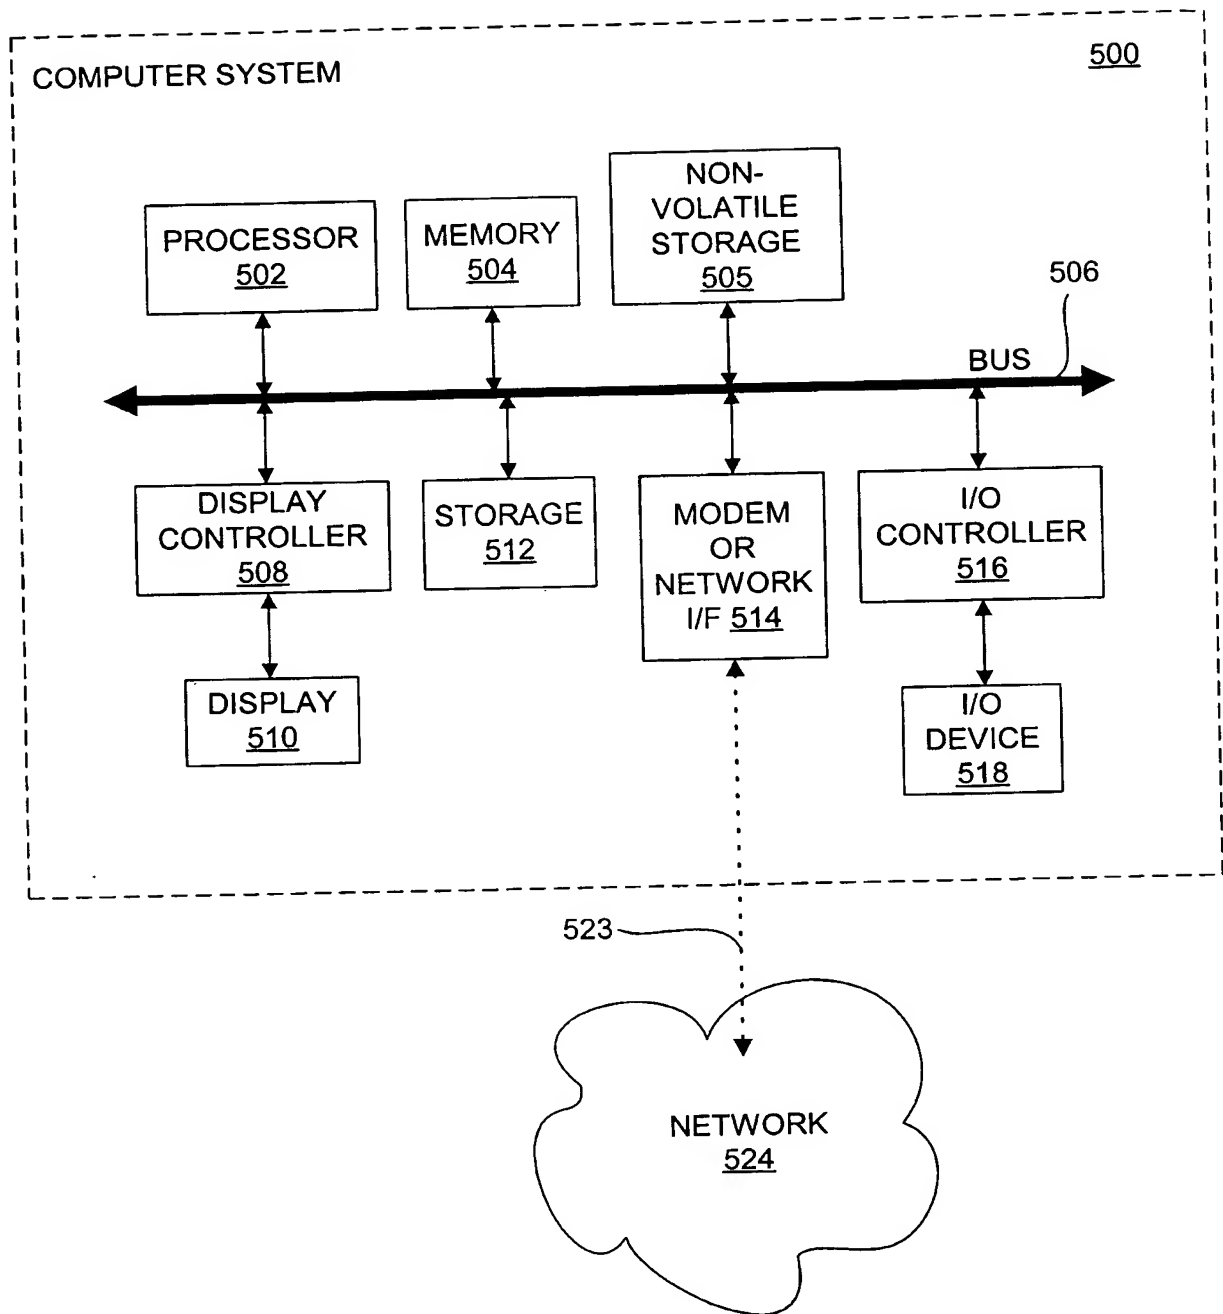 COMPUTER SYSTEM
500
PROCESSOR
502
MEMORY
504
NON-
VOLATILE
STORAGE
505
506
BUS
DISPLAY
CONTROLLER
508
STORAGE
512
MODEM
OR
NETWORK
I/F 514
I/O
CONTROLLER
516
DISPLAY
510
I/O
DEVICE
518
523
NETWORK
524